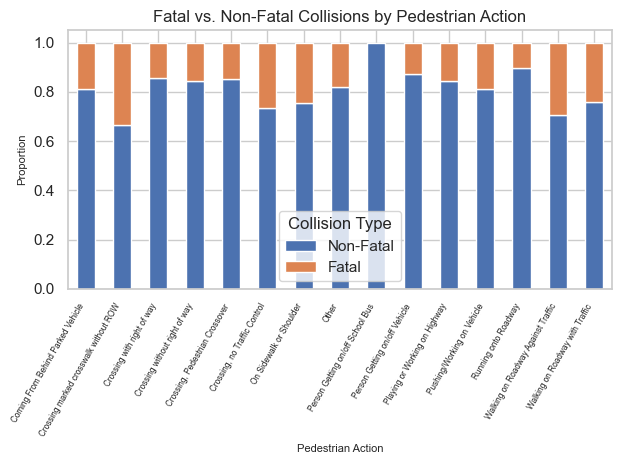 Fatal vs. Non-Fatal Collisions by Pedestrian Action
1.0
0.8
0.6
0.4
0.2
0.0
Proportion
Collision Type
Non-Fatal
Fatal
Coming From Behind Parked Vehicle
Crossing marked crosswalk without ROW
Crossing with right of way
Crossing without right of way
Crossing, Pedestrian Crossover
Crossing, no Traffic Control
On Sidewalk or Shoulder
Other
Person Getting on/off School Bus
Person Getting on/off Vehicle
Playing or Working on Highway
Pushing/Working on Vehicle
Running onto Roadway
Walking on Roadway Against Traffic
Walking on Roadway with Traffic
Pedestrian Action